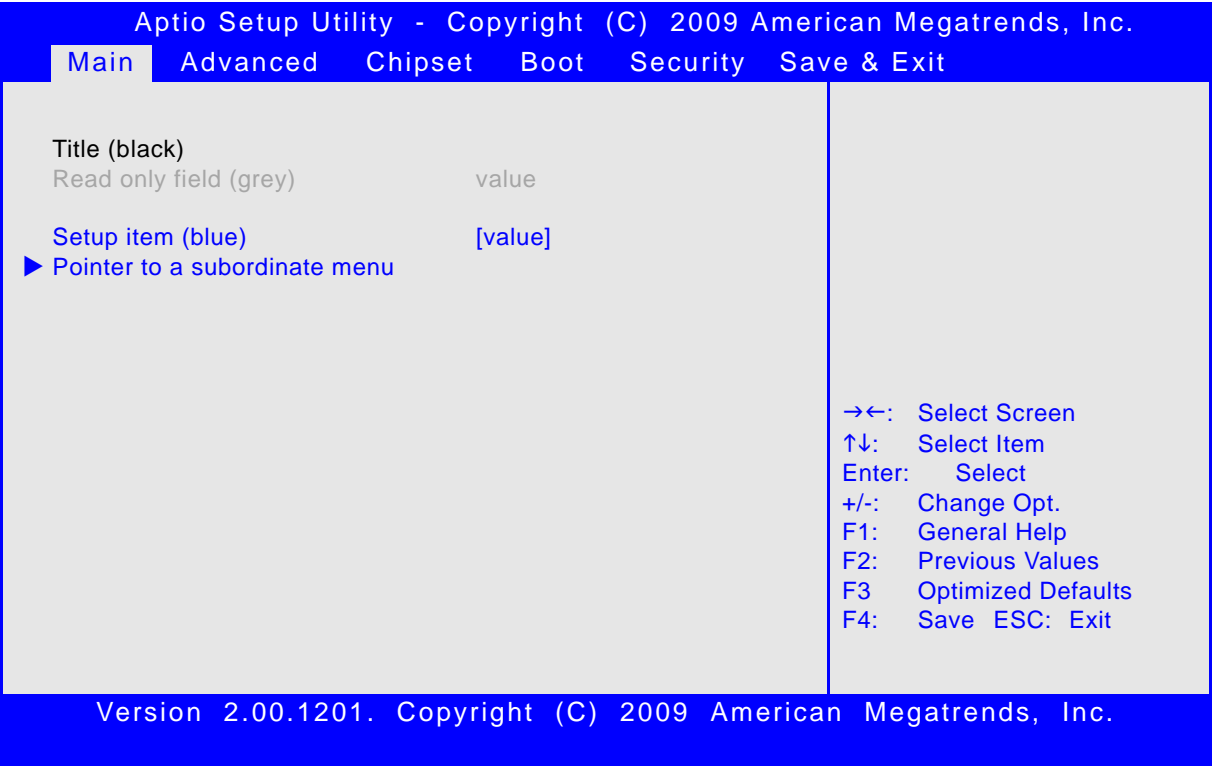 Aptio Setup Utility - Copyright (C) 2009 American Megatrends, Inc.
Main Advanced Chipset Boot Security Save & Exit
Title (black)
Read only field (grey) value
Setup item (blue) [value]
▶ Pointer to a subordinate menu
→←: Select Screen
↑↓: Select Item
Enter: Select
+/-: Change Opt.
F1: General Help
F2: Previous Values
F3 Optimized Defaults
F4: Save ESC: Exit
Version 2.00.1201. Copyright (C) 2009 American Megatrends, Inc.